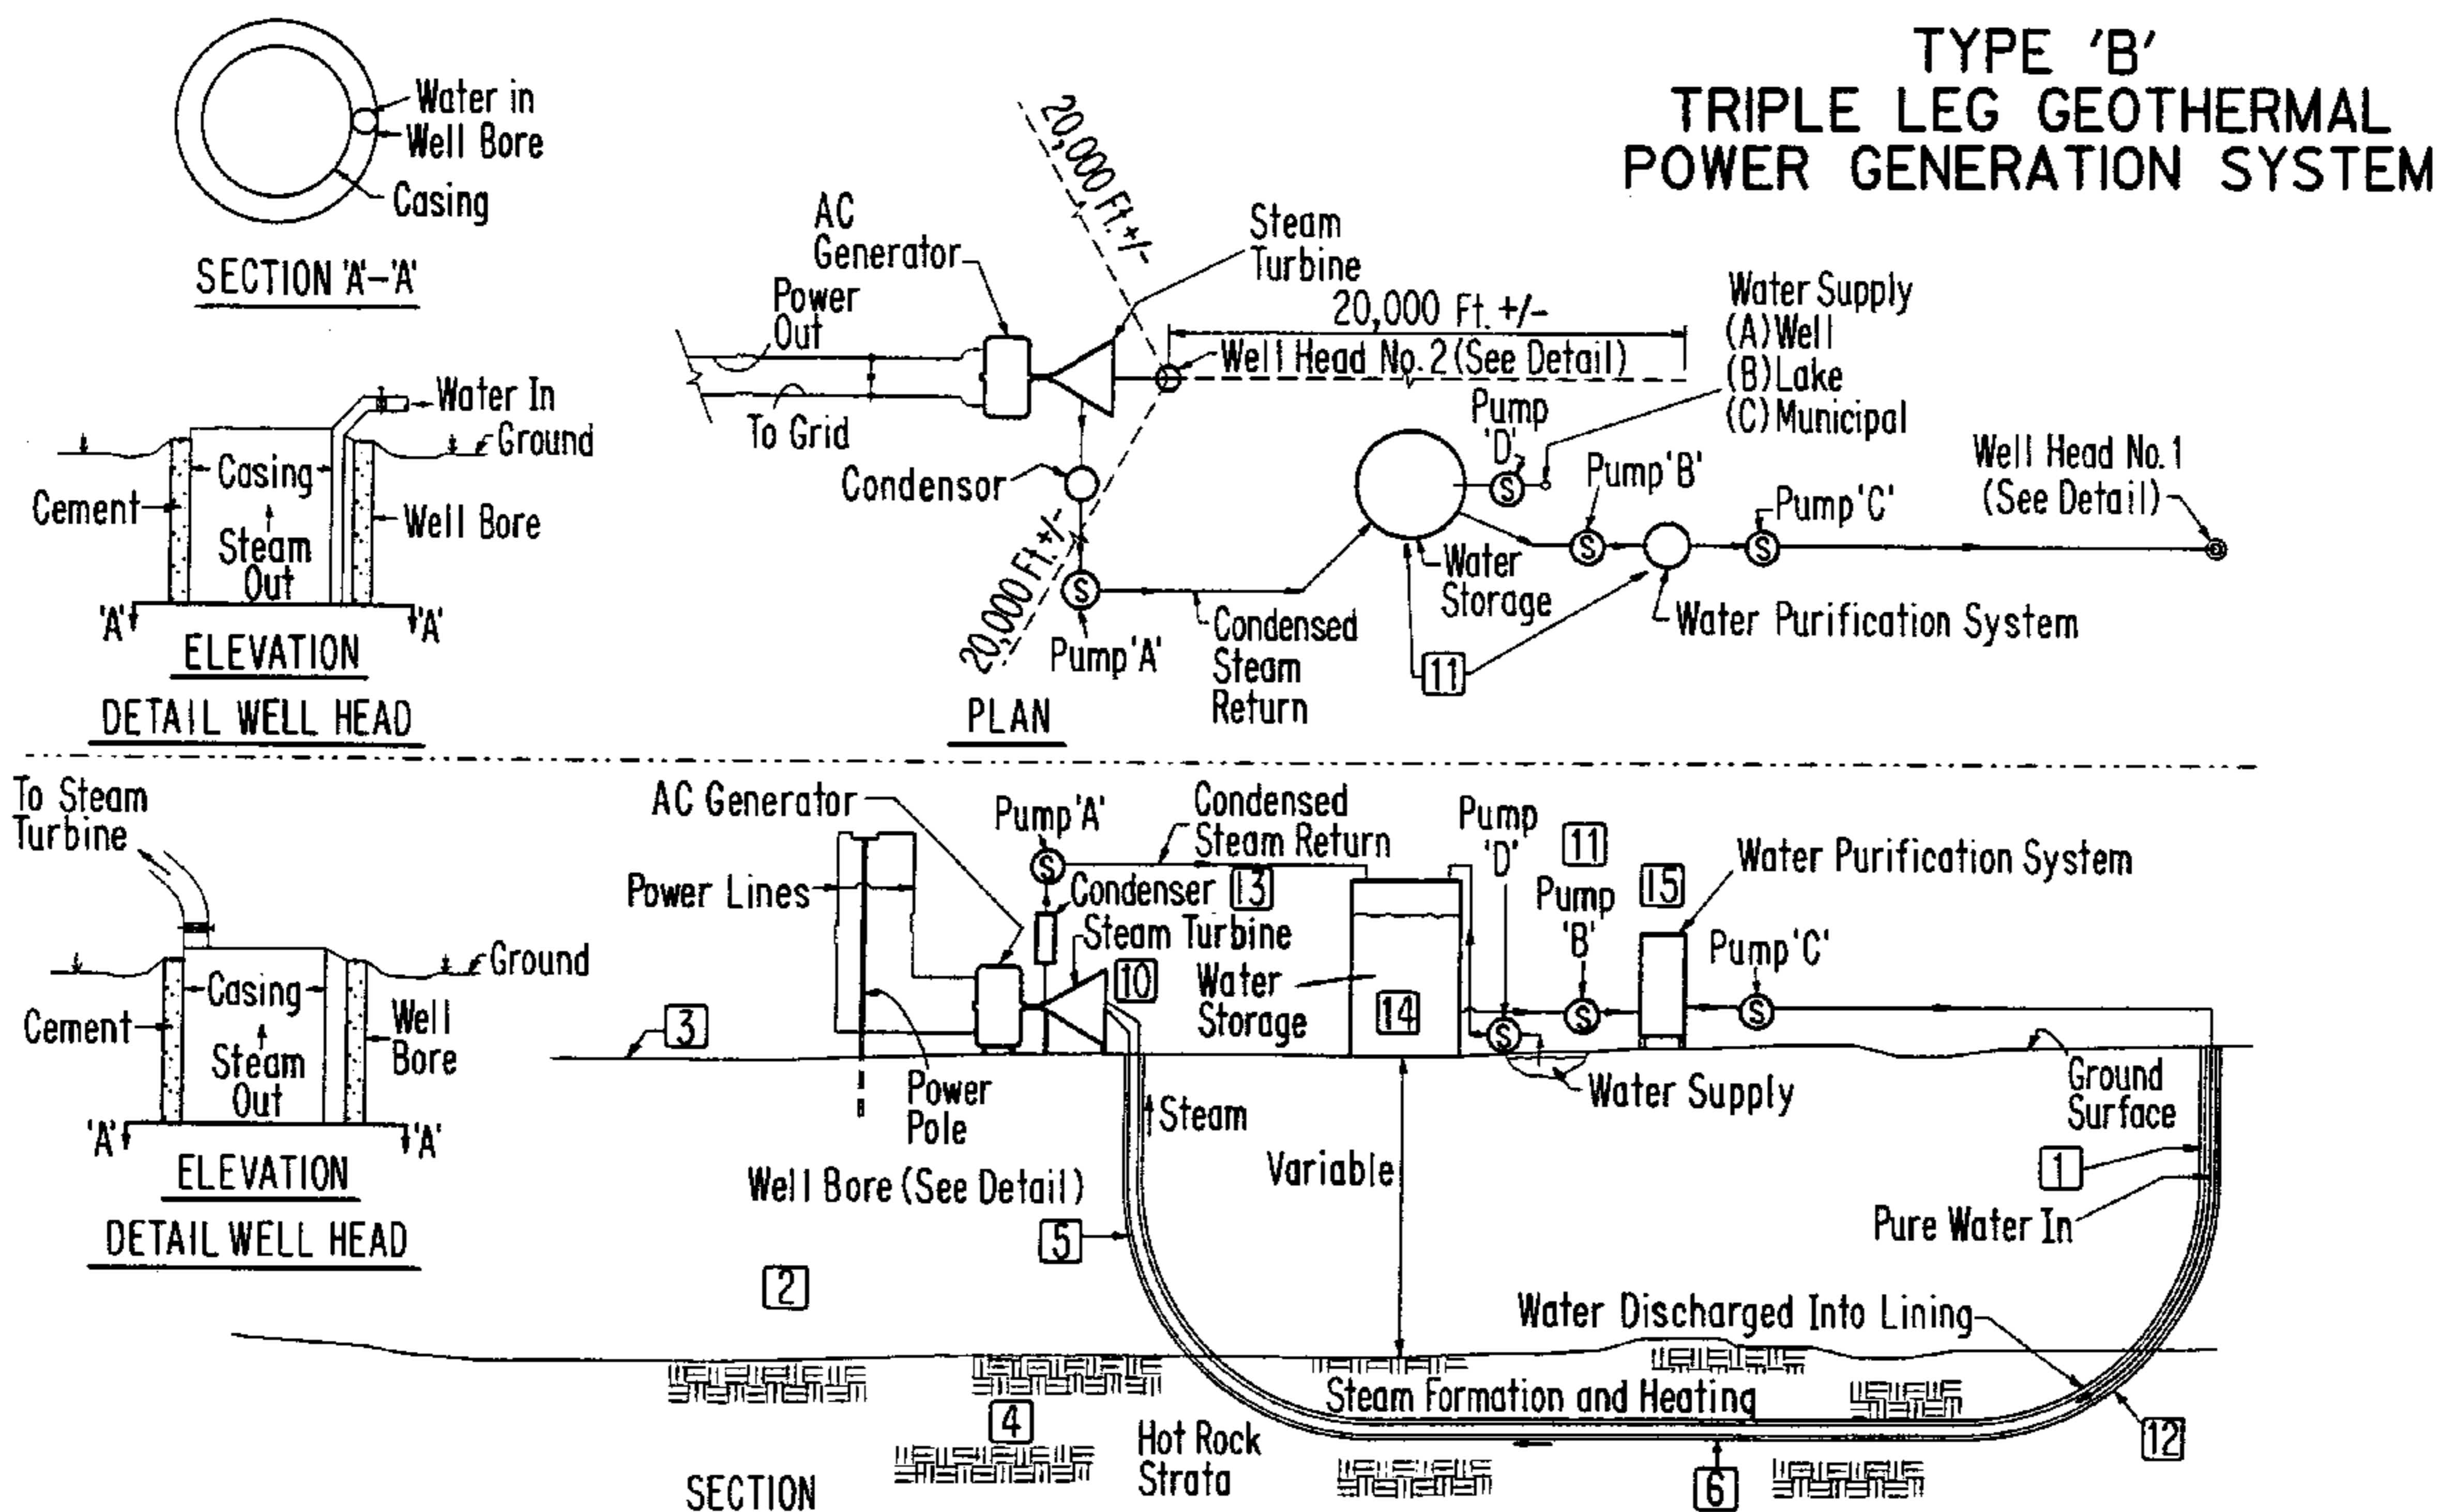 TYPE 'B'
TRIPLE LEG GEOTHERMAL
POWER GENERATION SYSTEM
Water in
Well Bore
Casing
SECTION 'A'-'A'
Water In
Ground
Casing
Cement
Well Bore
Steam
Out
'A'
'A'
ELEVATION
DETAIL WELL HEAD
20,000 Ft. +/-
AC
Generator
Steam
Turbine
Power
Out
20,000 Ft. +/-
Water Supply
(A) Well
(B) Lake
(C) Municipal
Well Head No. 2 (See Detail)
To Grid
Pump
'D'
S
Condensor
Pump 'B'
S
Pump 'C'
S
Well Head No. 1
(See Detail)
20,000 Ft. +/-
S
Pump 'A'
Water
Storage
Condensed
Steam
Return
11
Water Purification System
PLAN
To Steam
Turbine
Ground
Casing
Cement
Well
Bore
Steam
Out
'A'
'A'
ELEVATION
DETAIL WELL HEAD
AC Generator
Pump 'A'
S
Condensed
Steam Return
Pump
'D'
S
11
Pump
'B'
S
15
Water Purification System
Power Lines
Condenser
13
Steam Turbine
10
Water
Storage
14
Pump 'C'
S
3
Power
Pole
Steam
Water Supply
Ground
Surface
Well Bore (See Detail)
Variable
1
Pure Water In
5
2
Water Discharged Into Lining
Steam Formation and Heating
4
Hot Rock
Strata
12
6
SECTION